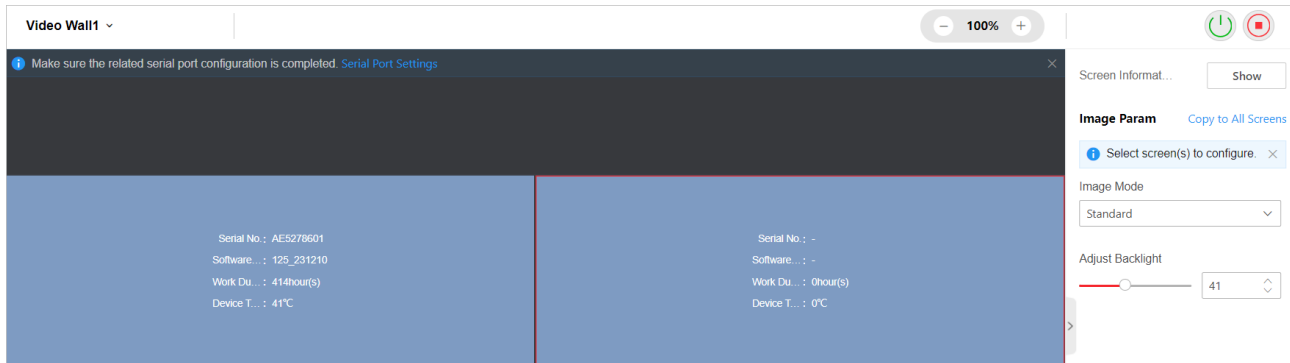 Video Wall1
100%
Make sure the related serial port configuration is completed. Serial Port Settings
Screen Informat...
Show
Image Param
Copy to All Screens
Select screen(s) to configure.
Image Mode
Standard
Adjust Backlight
41
Serial No.: AE5278601
Software...: 125_231210
Work Du...: 414hour(s)
Device T...: 41℃
Serial No.: -
Software...: -
Work Du...: 0hour(s)
Device T...: 0℃